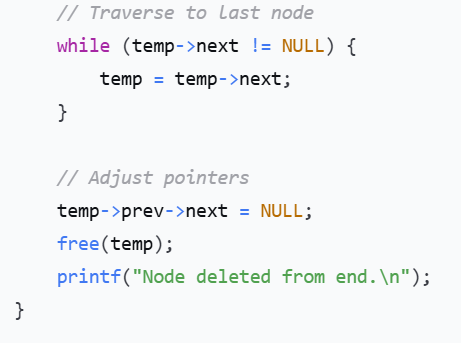 // Traverse to last node
while (temp->next != NULL) {
temp = temp->next;
}
// Adjust pointers
temp->prev->next = NULL;
free(temp);
printf("Node deleted from end.\n");
}